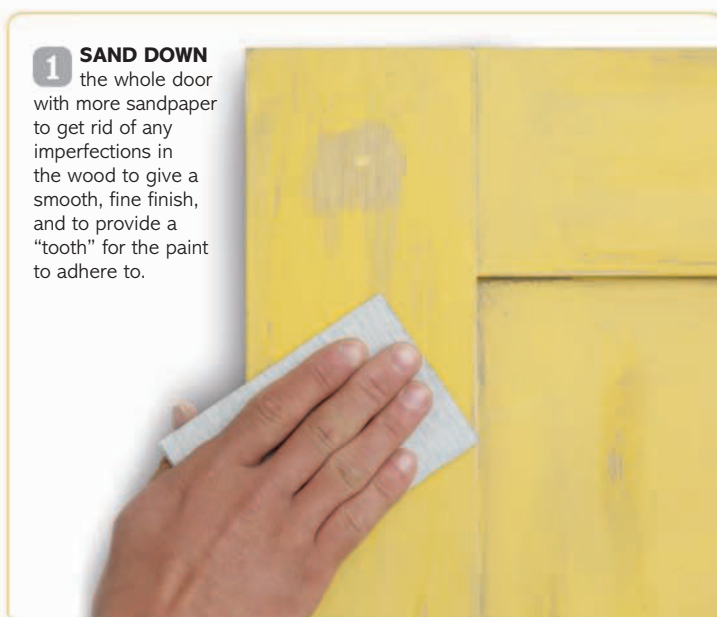 1 SAND DOWN
the whole door
with more sandpaper
to get rid of any
imperfections in
the wood to give a
smooth, fine finish,
and to provide a
“tooth” for the paint
to adhere to.